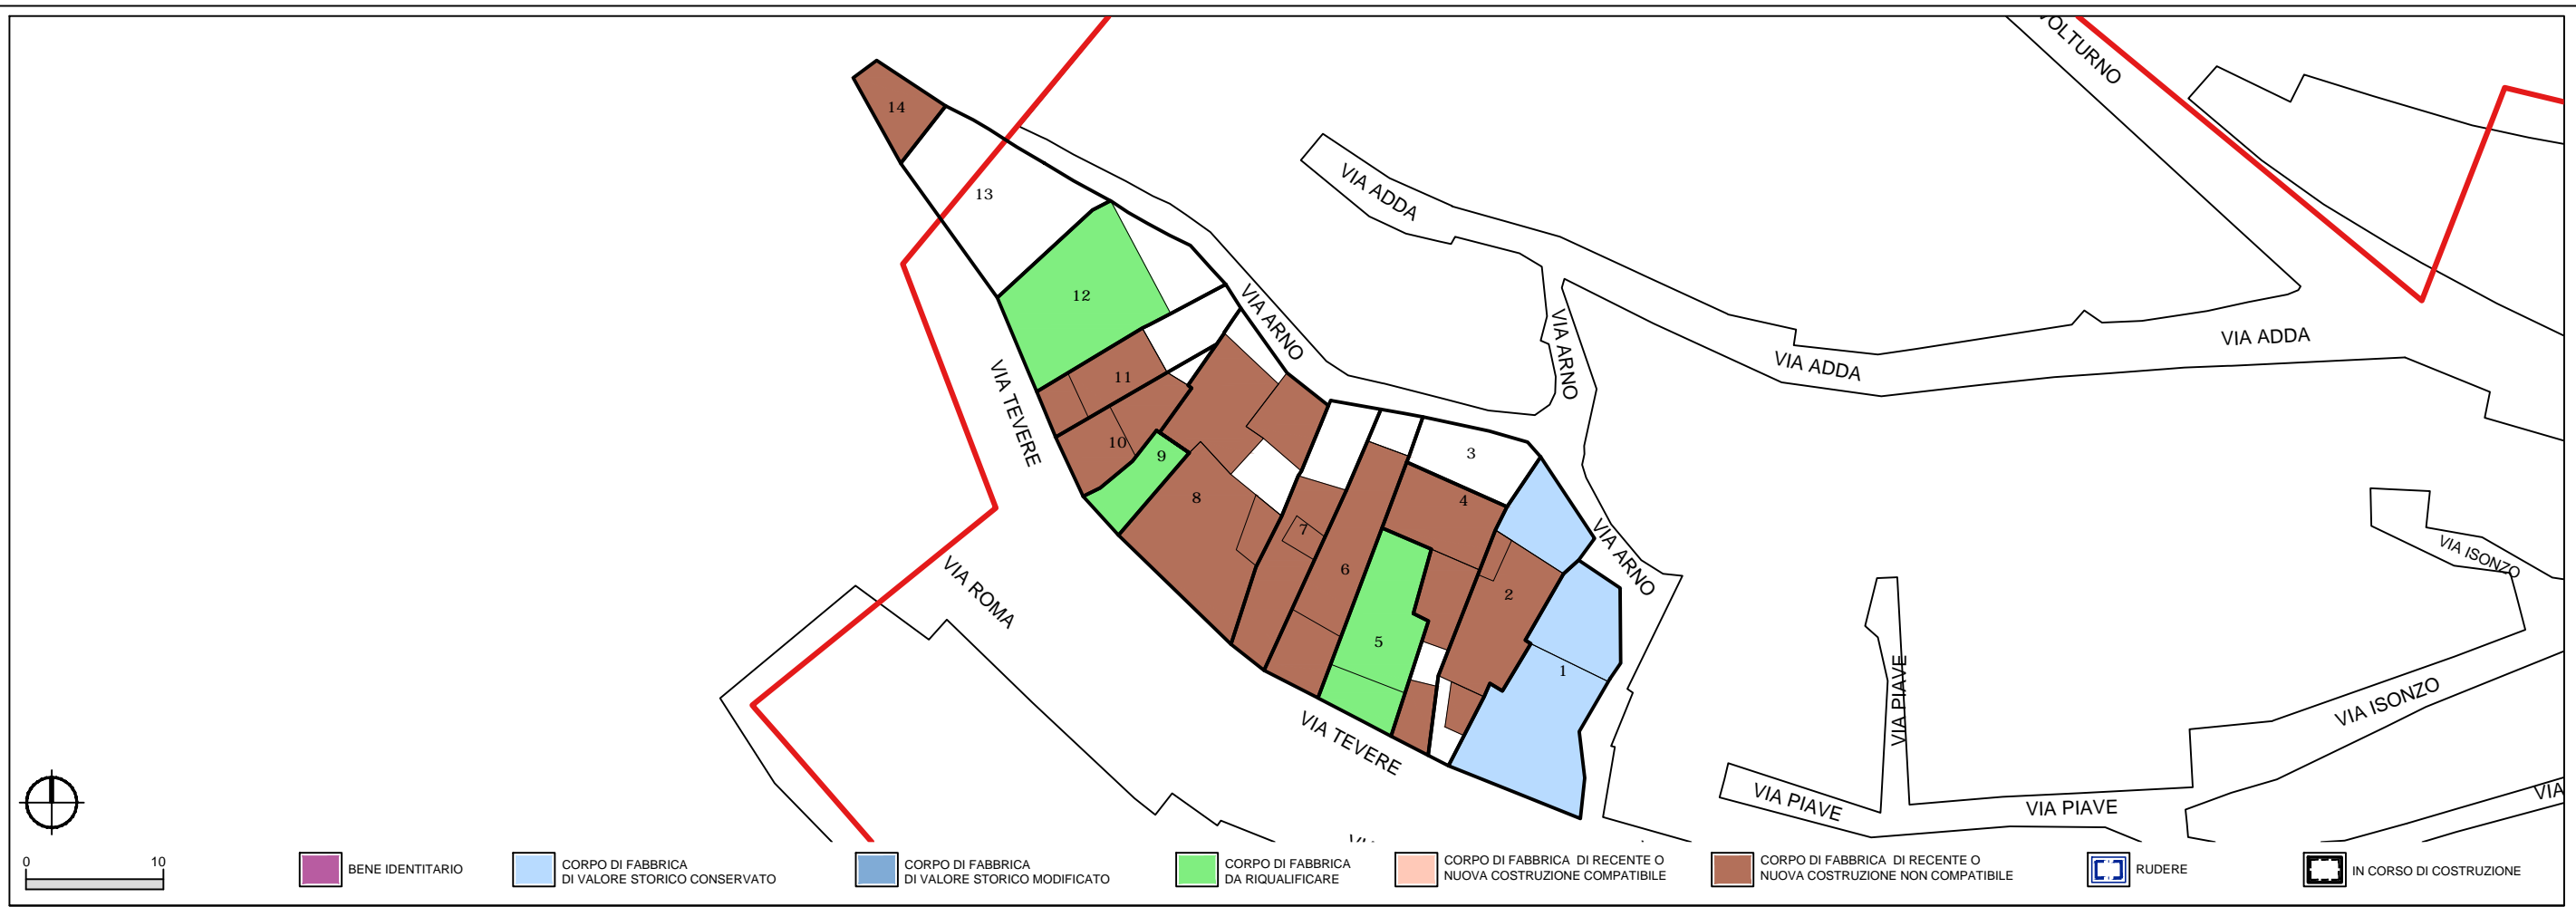 VOLTURNO
14
VIA ADDA
13
VIA ARNO
12
VIA ARNO
VIA ADDA
VIA ADDA
11
VIA TEVERE
10
9
8
3
4
7
6
2
5
1
VIA ARNO
VIA ROMA
VIA TEVERE
VIA ISONZO
VIA PIAVE
VIA ISONZO
VIA PIAVE
VIA PIAVE
VIA
0 10
BENE IDENTITARIO
CORPO DI FABBRICA
DI VALORE STORICO CONSERVATO
CORPO DI FABBRICA
DI VALORE STORICO MODIFICATO
CORPO DI FABBRICA
DA RIQUALIFICARE
CORPO DI FABBRICA DI RECENTE O
NUOVA COSTRUZIONE COMPATIBILE
CORPO DI FABBRICA DI RECENTE O
NUOVA COSTRUZIONE NON COMPATIBILE
RUDERE
IN CORSO DI COSTRUZIONE